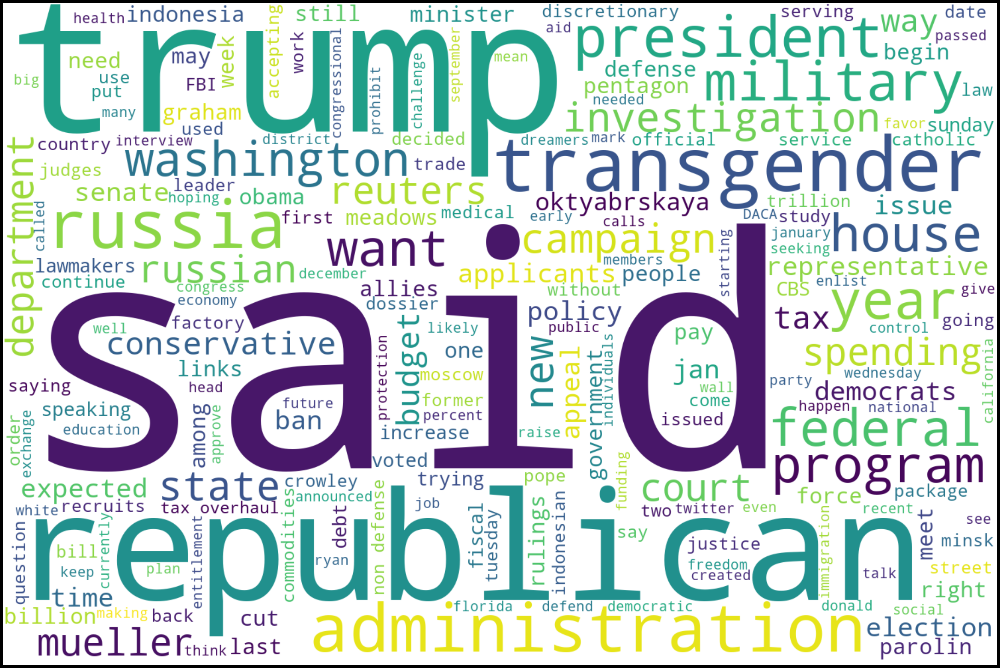 trump
health
indonesia
accepting
still
minister
discretionary
serving
way
date
aid
president
passed
begin
need
may
week
work
congressional
september
mean
challenge
prohibit
big
use
put
FBI
many
graham
used
defense
military
pentagon
law
needed
investigation
favor
sunday
department
country
interview
district
decided
dreamers
mark
official
service
catholic
washington
trade
transgender
judges
leader
senate
hoping
obama
reuters
oktyabrskaya
trillion
issue
called
russia
first
meadows
medical
early
calls
DACA
study
january
house
want
campaign
starting
seeking
lawmakers
russian
december
applicants
members
people
representative
continue
congress
economy
allies
without
CBS
enlist
year
give
said
dossier
policy
factory
well
likely
public
pay
tax
control
going
conservative
budget
one
new
appeal
government
individuals
spending
california
links
protection
moscow
jan
wall
party
wednesday
saying
head
former
come
democrats
speaking
future
percent
happen
national
education
ban
among
approve
order
exchange
increase
raise
issued
federal
voted
program
expected
state
crowley
trying
pope
funding
court
force
package
announced
white
recruits
tax overhaul
commodities
debt
non defense
job
fiscal
tuesday
rulings
indonesian
two
twitter
even
immigration
recent
meet
see
republican
question
bill
currently
entitlement
say
justice
minsk
keep
plan
ryan
freedom
created
talk
street
time
right
billion
making
back
cut
florida
defend
democratic
donald
social
administration
election
mueller
think
last
parolin